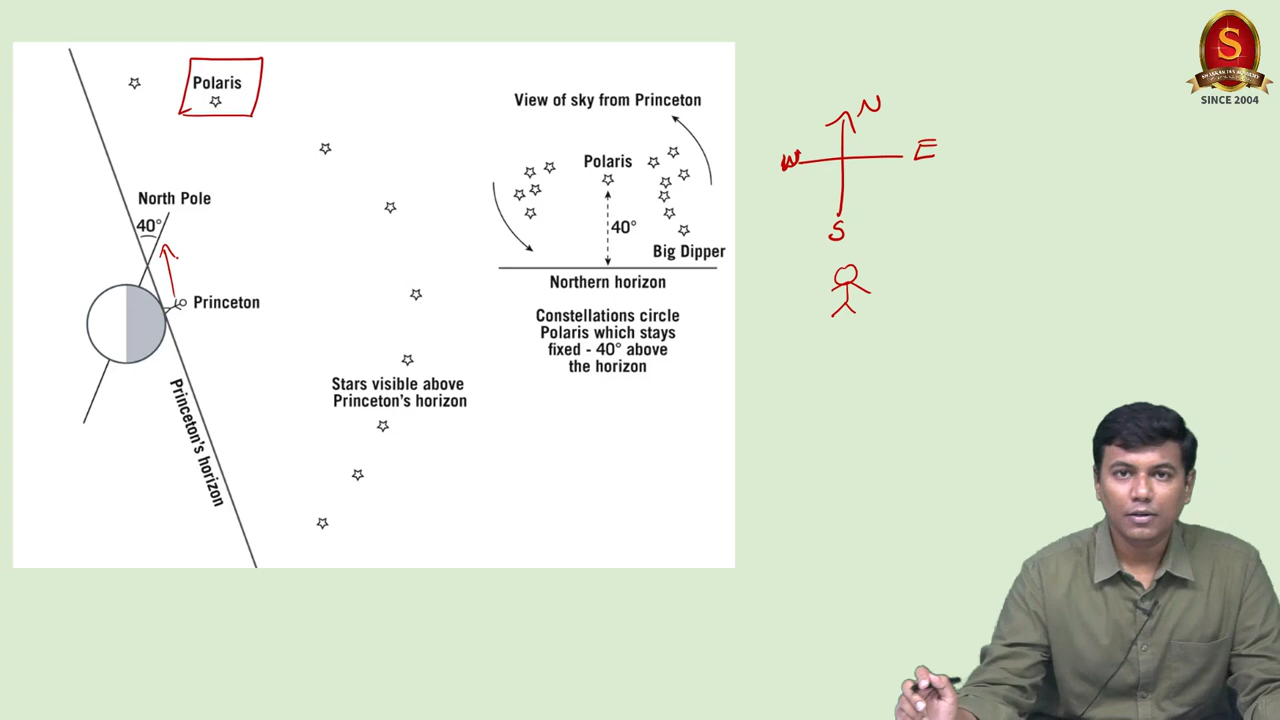 Polaris
North Pole
40°
Princeton
Princeton's horizon
Stars visible above
Princeton's horizon
View of sky from Princeton
Polaris
40°
Big Dipper
Northern horizon
Constellations circle
Polaris which stays
fixed - 40° above
the horizon
N
W
E
S
S
SINCE 2004